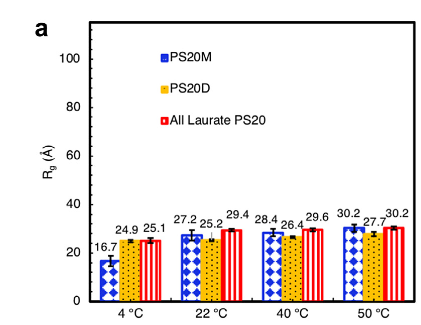 a
100
80
60
40
20
0
Rg (Å)
PS20M
PS20D
All Laurate PS20
16.7 24.9 25.1
27.2 25.2 29.4
28.4 26.4 29.6
30.2 27.7 30.2
4 °C 22 °C 40 °C 50 °C